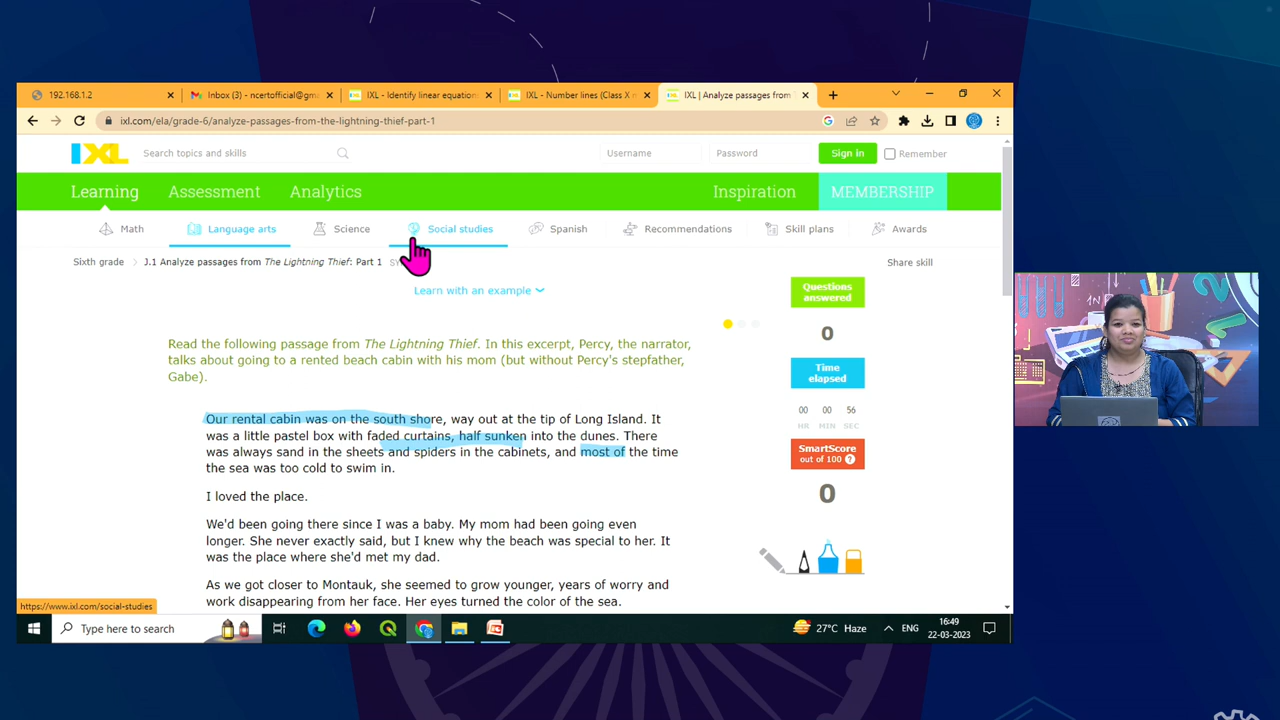 192.168.1.2
Inbox (3) - ncertofficial@gma
IXL - Identify linear equation
IXL - Number lines (Class X m
IXL | Analyze passages from
ixl.com/ela/grade-6/analyze-passages-from-the-lightning-thief-part-1
IXL
Search topics and skills
Username
Password
Sign in
Remember
Learning
Assessment
Analytics
Inspiration
MEMBERSHIP
Math
Language arts
Science
Social studies
Spanish
Recommendations
Skill plans
Awards
Sixth grade
J.1 Analyze passages from The Lightning Thief: Part 1
Share skill
Learn with an example
Questions
answered
0
Read the following passage from The Lightning Thief. In this excerpt, Percy, the narrator,
talks about going to a rented beach cabin with his mom (but without Percy's stepfather,
Gabe).
Time
elapsed
00 00 56
HR MIN SEC
Our rental cabin was on the south shore, way out at the tip of Long Island. It
was a little pastel box with faded curtains, half sunken into the dunes. There
was always sand in the sheets and spiders in the cabinets, and most of the time
the sea was too cold to swim in.
SmartScore
out of 100 ?
0
I loved the place.
We'd been going there since I was a baby. My mom had been going even
longer. She never exactly said, but I knew why the beach was special to her. It
was the place where she'd met my dad.
As we got closer to Montauk, she seemed to grow younger, years of worry and
work disappearing from her face. Her eyes turned the color of the sea.
https://www.ixl.com/social-studies
Type here to search
27°C Haze
ENG
16:49
22-03-2023